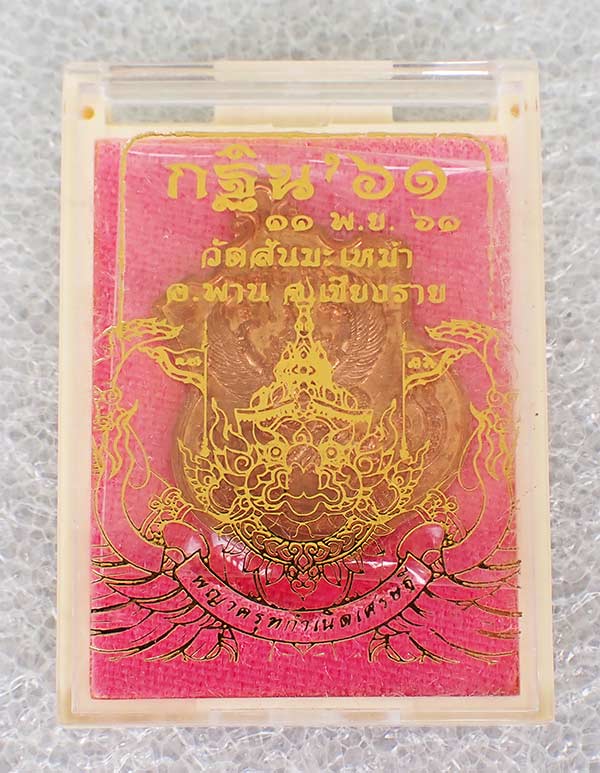 กฐิน'๖๑
๑๑ พ.ย. ๖๑
วัดสันมะเหม้า
อ.พาน จ.เชียงราย
พญาครุฑกำเนิดเศรษฐี